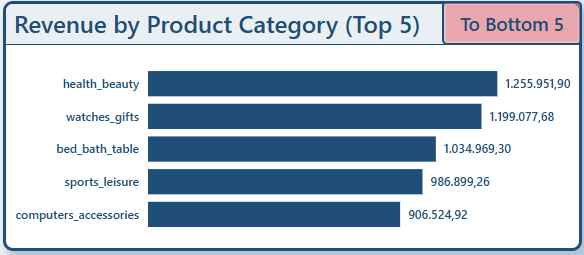 Revenue by Product Category (Top 5)
To Bottom 5
health_beauty 1.255.951,90
watches_gifts 1.199.077,68
bed_bath_table 1.034.969,30
sports_leisure 986.899,26
computers_accessories 906.524,92